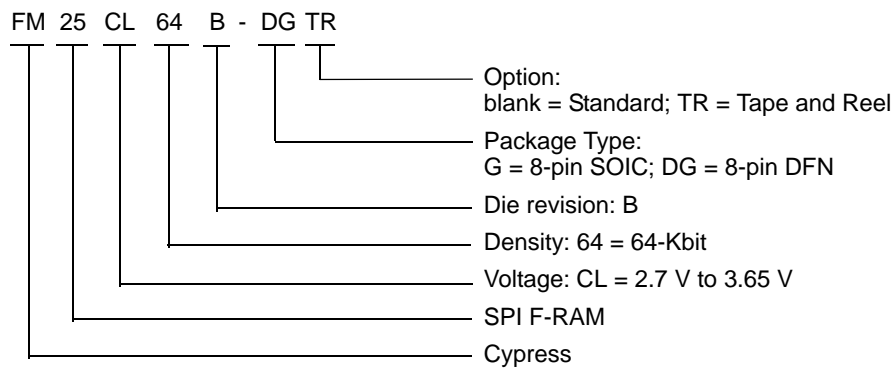 FM 25 CL 64 B - DG TR
Option:
blank = Standard; TR = Tape and Reel
Package Type:
G = 8-pin SOIC; DG = 8-pin DFN
Die revision: B
Density: 64 = 64-Kbit
Voltage: CL = 2.7 V to 3.65 V
SPI F-RAM
Cypress